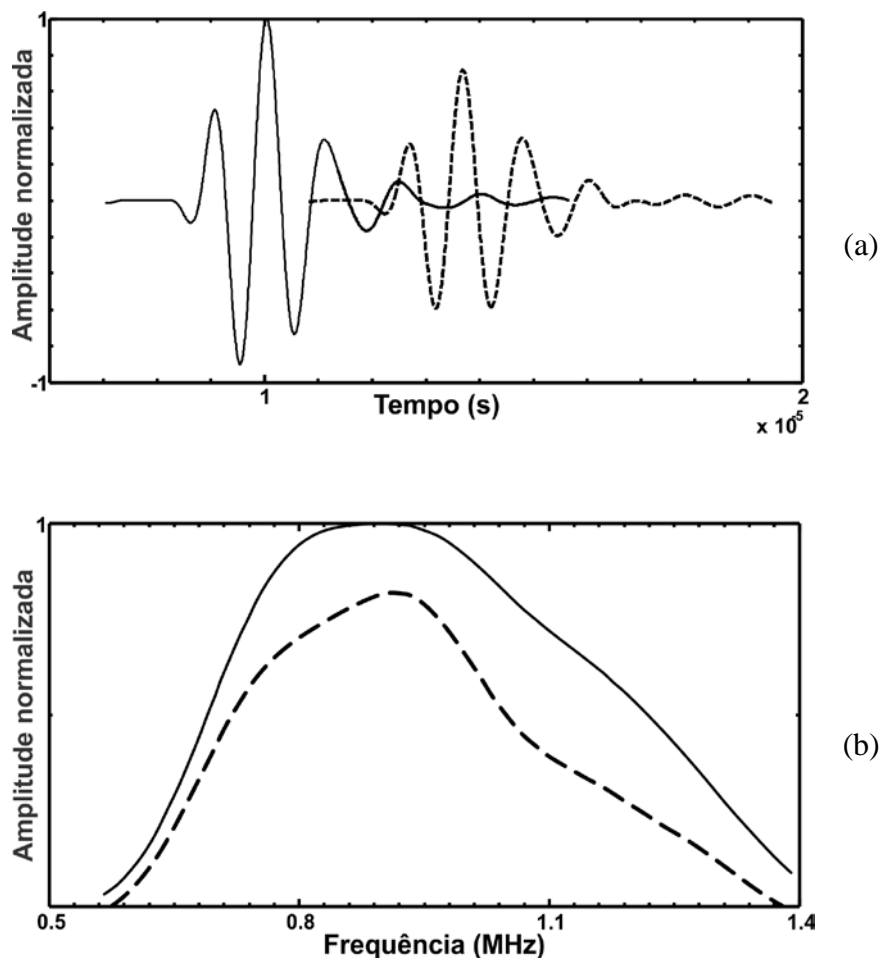 1
Amplitude normalizada
-1
1
2
Tempo (s)
x 10-5
(a)
1
Amplitude normalizada
(b)
0.5
0.8
1.1
1.4
Frequência (MHz)